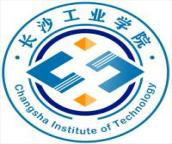 ·长沙工业学院·
Changsha Institute of Technology